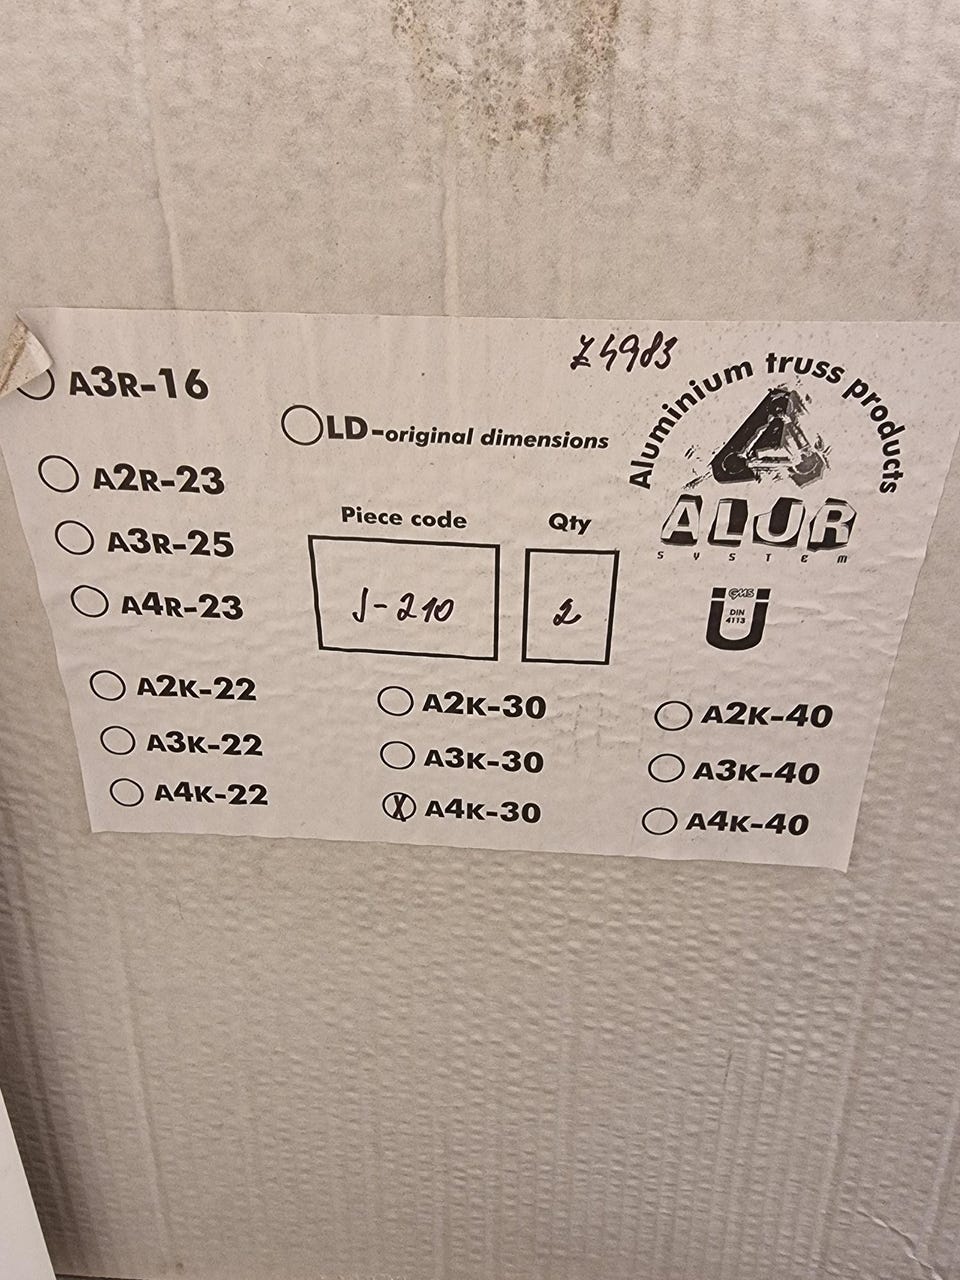 Z4983
Aluminium truss products
ALUR
SYSTEM
GMS
DIN
4113
A3R-16
A2R-23
A3R-25
A4R-23
LD-original dimensions
Piece code
J-210
Qty
2
A2K-22
A3K-22
A4K-22
A2K-30
A3K-30
X A4K-30
A2K-40
A3K-40
A4K-40